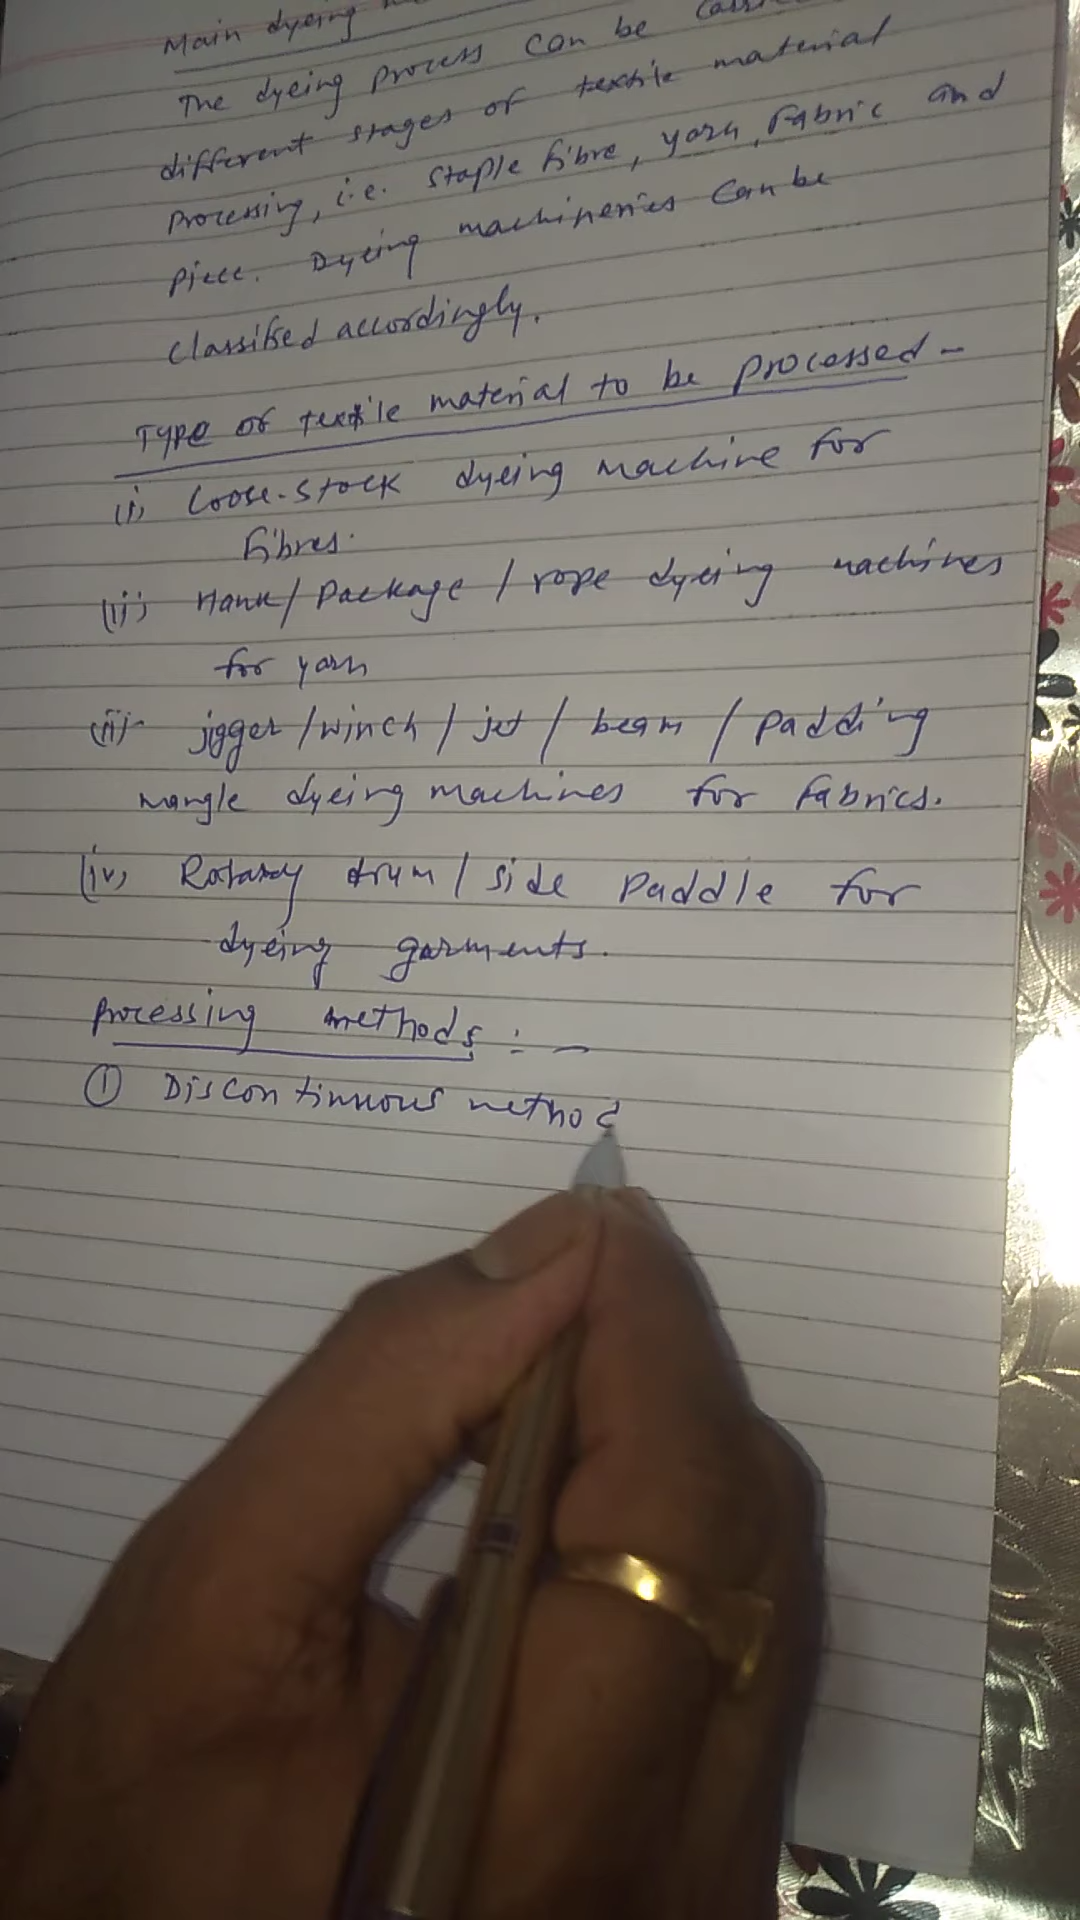 Main dyeing
The dyeing process can be
different stages of textile material
processing, i.e. staple fibre, yarn, fabric and
piece. Dyeing machineries can be
classified accordingly.
Type of textile material to be processed -
(i) Loose-stock dyeing machine for
fibres.
(ii) Hank/ Package / rope dyeing machines
for yarn
(iii) jigger /winch / jet / beam / padding
mangle dyeing machines for fabrics.
(iv) Rotary drum / side paddle for
dyeing garments.
Processing methods : -
① Discontinuous method